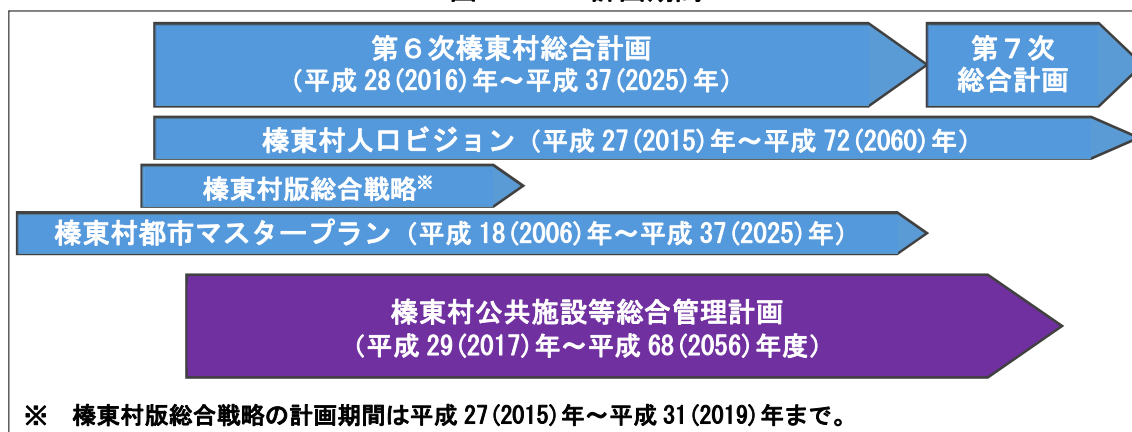 第６次榛東村総合計画
（平成 28(2016)年～平成 37(2025)年）
第７次
総合計画
榛東村人口ビジョン（平成 27(2015)年～平成 72(2060)年）
榛東村版総合戦略※
榛東村都市マスタープラン（平成 18(2006)年～平成 37(2025)年）
榛東村公共施設等総合管理計画
（平成 29(2017)年～平成 68(2056)年度）
※　榛東村版総合戦略の計画期間は平成 27(2015)年～平成 31(2019)年まで。